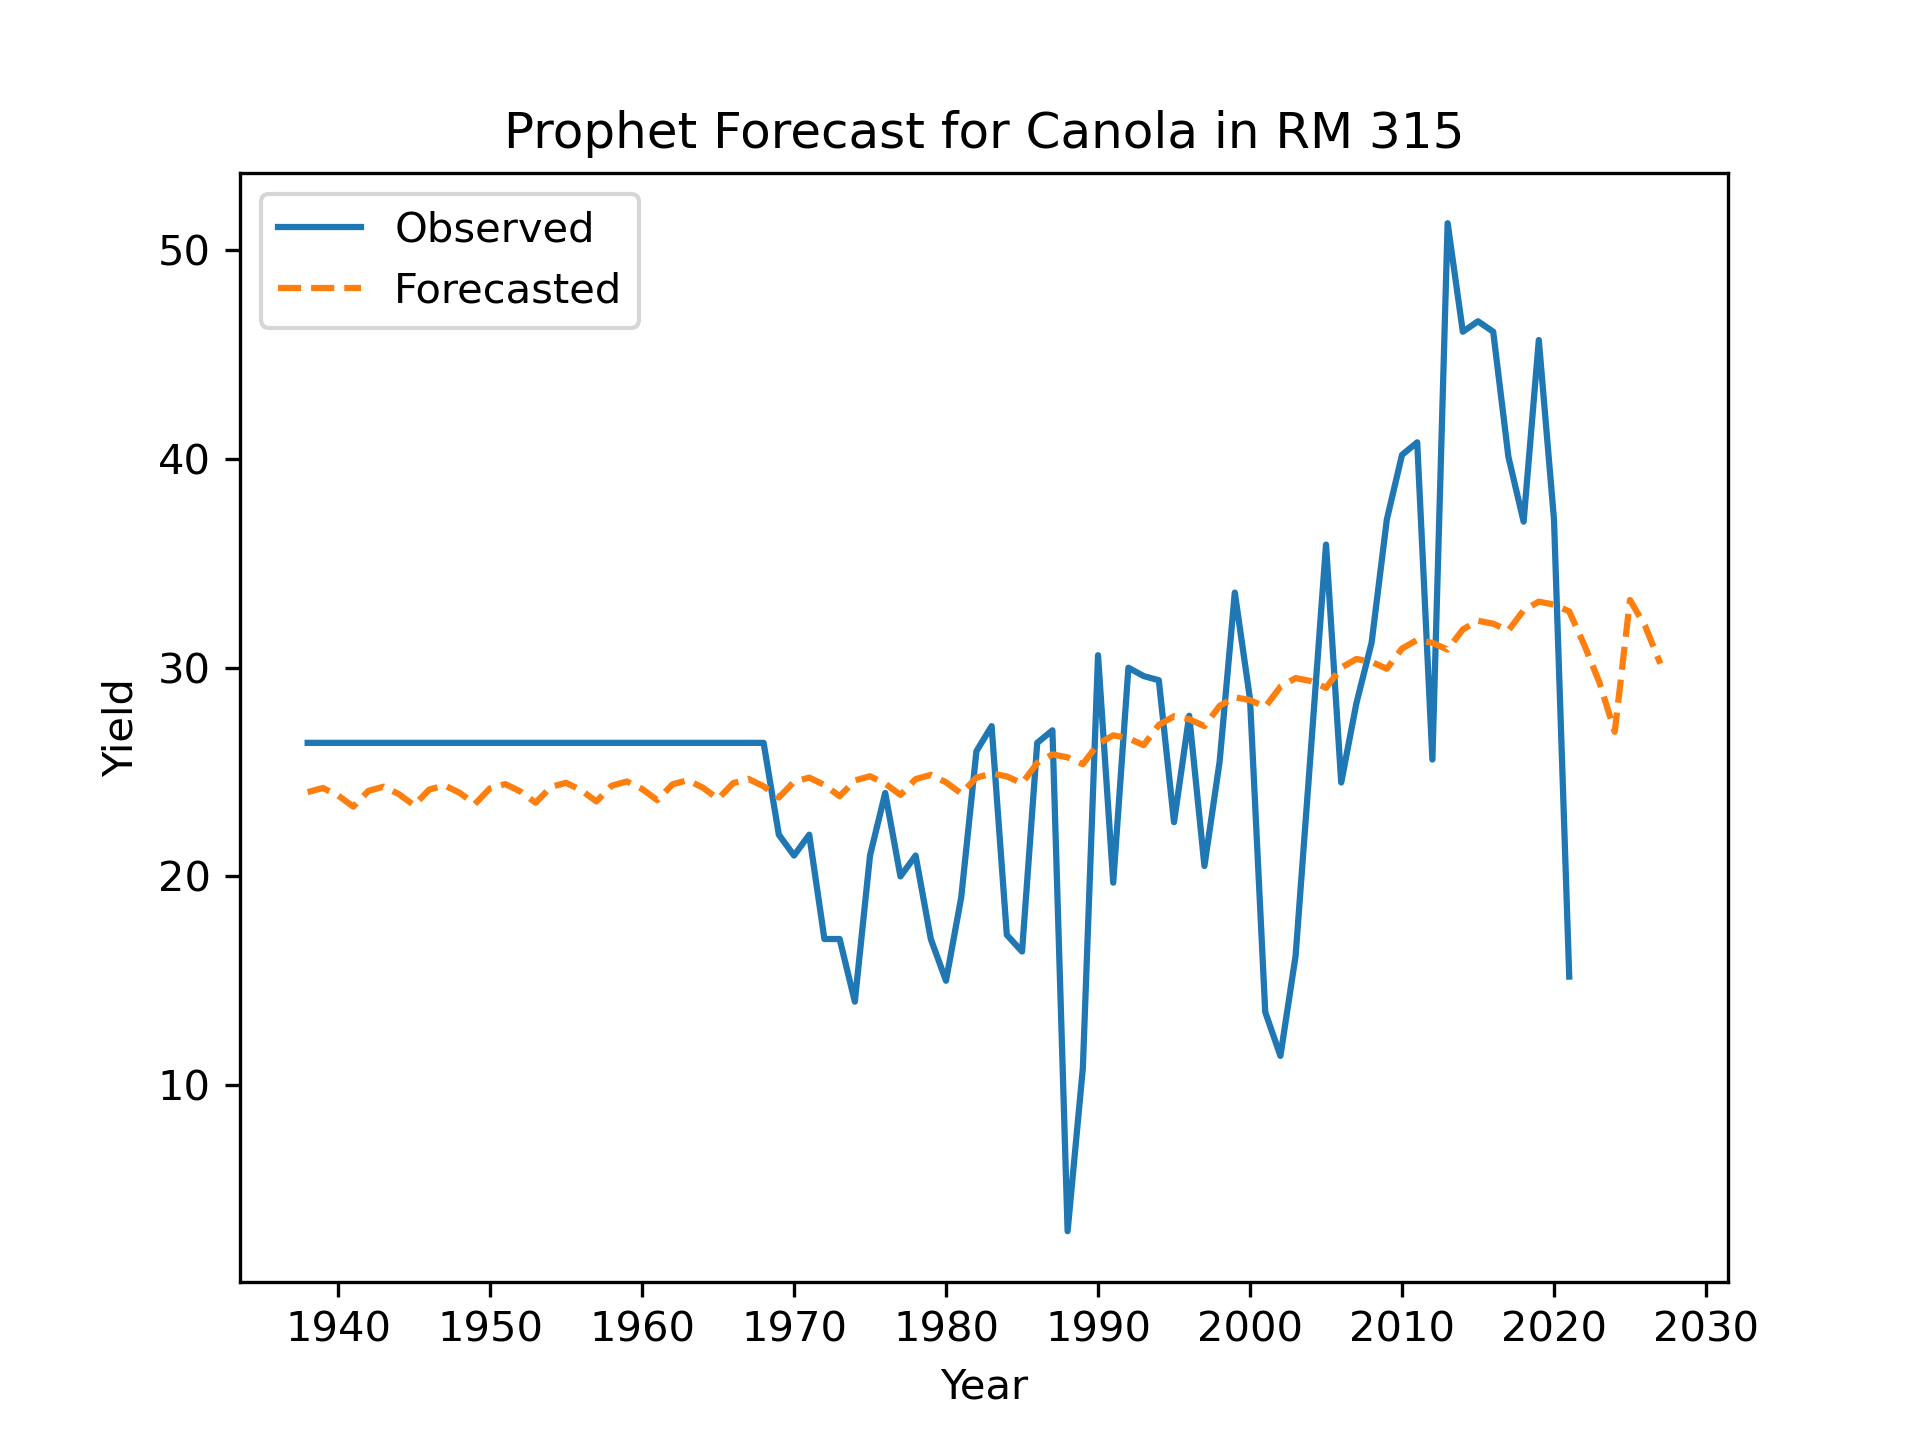 Prophet Forecast for Canola in RM 315
Observed
Forecasted
50
40
30
20
10
Yield
1940 1950 1960 1970 1980 1990 2000 2010 2020 2030
Year